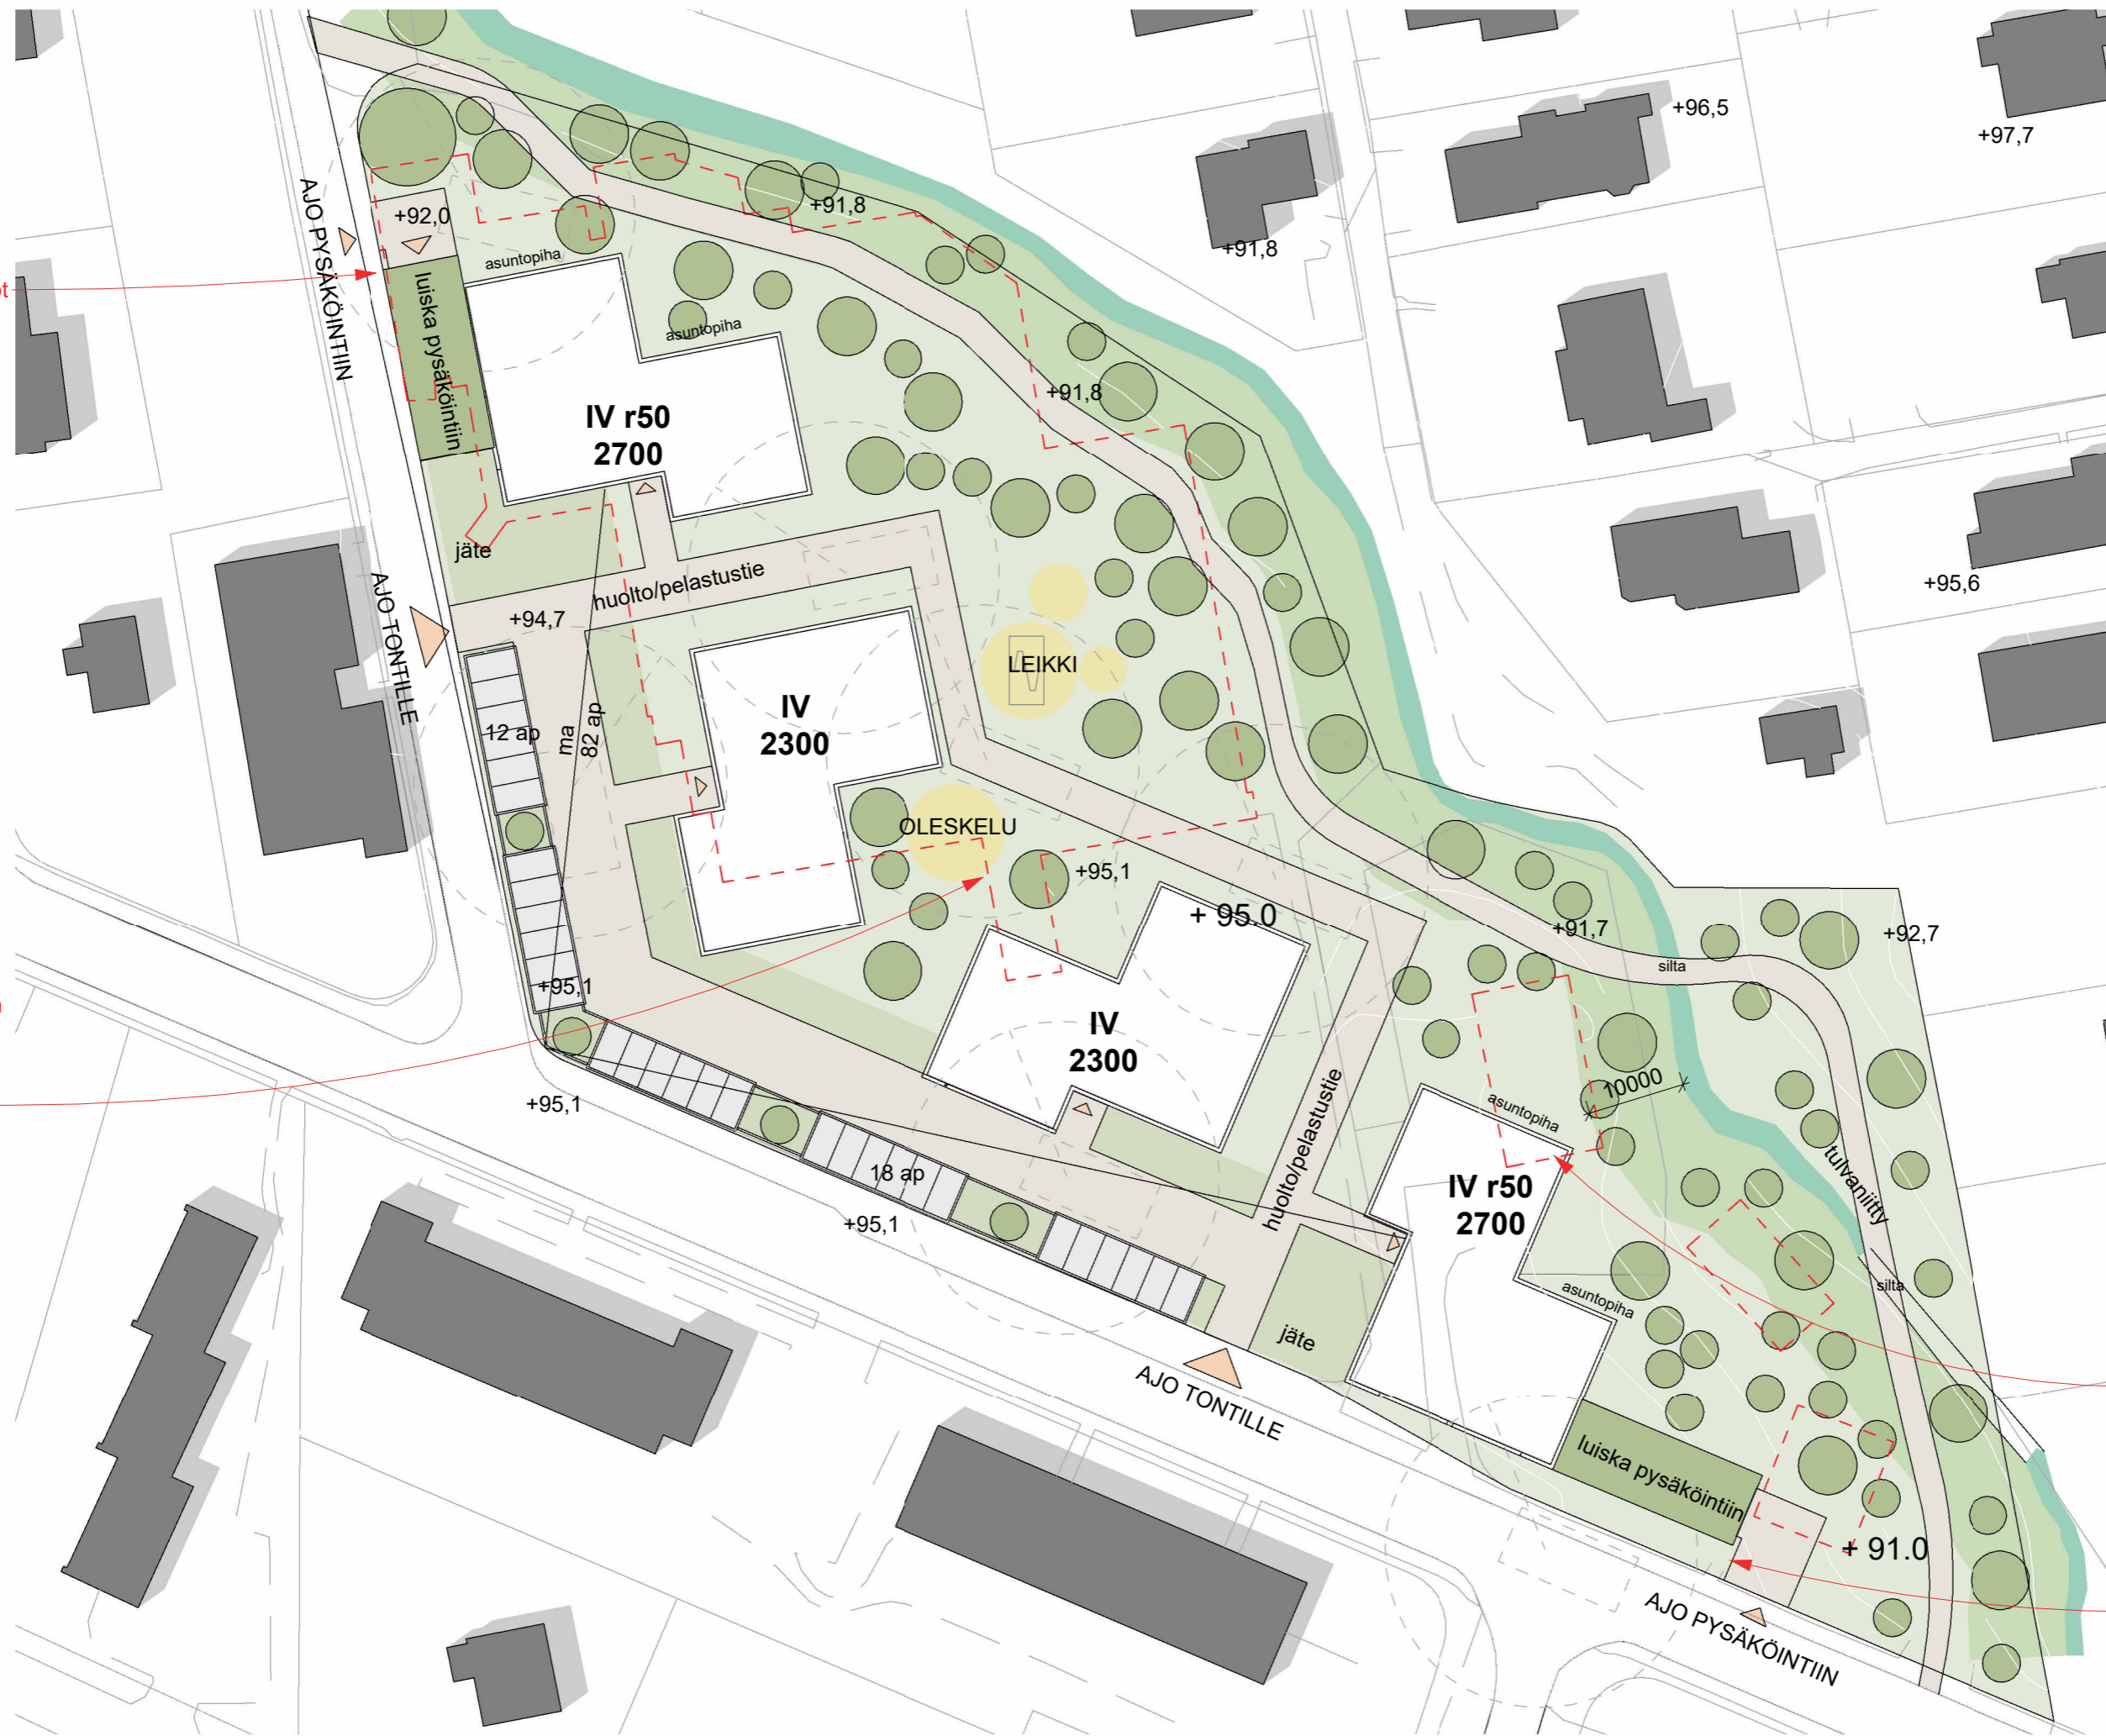 +96,5
+97,7
AJO PYSÄKÖINTIIN
+92,0
+91,8
+91,8
asuntopiha
luiska pysäköintiin
asuntopiha
+91,8
IV r50
2700
jäte
huolto/pelastustie
+95,6
AJO TONTILLE
+94,7
LEIKKI
12 ap
ma
82 ap
IV
2300
OLESKELU
+95,1
+ 95.0
+91,7
+92,7
silta
+95,1
IV
2300
10000
asuntopiha
+95,1
huolto/pelastustie
tulvaniitty
18 ap
IV r50
2700
+95,1
silta
asuntopiha
jäte
AJO TONTILLE
luiska pysäköintiin
+ 91.0
AJO PYSÄKÖINTIIN